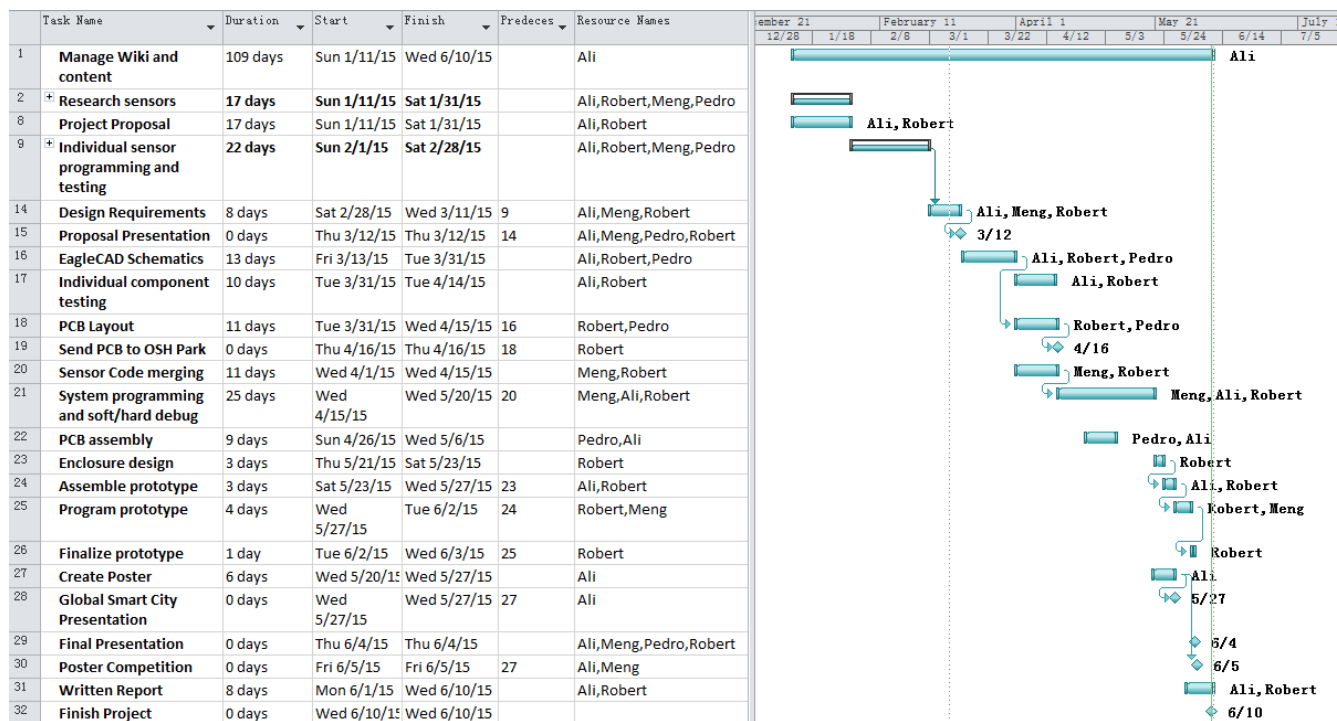 Task Name Duration Start Finish Predeces Resource Names
ember 21 February 11 April 1 May 21 July
12/28 1/18 2/8 3/1 3/22 4/12 5/3 5/24 6/14 7/5
1 Manage Wiki and content 109 days Sun 1/11/15 Wed 6/10/15 Ali Ali
2 Research sensors 17 days Sun 1/11/15 Sat 1/31/15 Ali,Robert,Meng,Pedro
8 Project Proposal 17 days Sun 1/11/15 Sat 1/31/15 Ali,Robert Ali,Robert
9 Individual sensor programming and testing 22 days Sun 2/1/15 Sat 2/28/15 Ali,Robert,Meng,Pedro
14 Design Requirements 8 days Sat 2/28/15 Wed 3/11/15 9 Ali,Meng,Robert Ali,Meng,Robert
15 Proposal Presentation 0 days Thu 3/12/15 Thu 3/12/15 14 Ali,Meng,Pedro,Robert 3/12
16 EagleCAD Schematics 13 days Fri 3/13/15 Tue 3/31/15 Ali,Robert,Pedro Ali,Robert,Pedro
17 Individual component testing 10 days Tue 3/31/15 Tue 4/14/15 Ali,Robert Ali,Robert
18 PCB Layout 11 days Tue 3/31/15 Wed 4/15/15 16 Robert,Pedro Robert,Pedro
19 Send PCB to OSH Park 0 days Thu 4/16/15 Thu 4/16/15 18 Robert 4/16
20 Sensor Code merging 11 days Wed 4/1/15 Wed 4/15/15 Meng,Robert Meng,Robert
21 System programming and soft/hard debug 25 days Wed 4/15/15 Wed 5/20/15 20 Meng,Ali,Robert Meng,Ali,Robert
22 PCB assembly 9 days Sun 4/26/15 Wed 5/6/15 Pedro,Ali Pedro,Ali
23 Enclosure design 3 days Thu 5/21/15 Sat 5/23/15 Robert Robert
24 Assemble prototype 3 days Sat 5/23/15 Wed 5/27/15 23 Ali,Robert Ali,Robert
25 Program prototype 4 days Wed 5/27/15 Tue 6/2/15 24 Robert,Meng Robert,Meng
26 Finalize prototype 1 day Tue 6/2/15 Wed 6/3/15 25 Robert Robert
27 Create Poster 6 days Wed 5/20/15 Wed 5/27/15 Ali Ali
28 Global Smart City Presentation 0 days Wed 5/27/15 Wed 5/27/15 27 Ali 5/27
29 Final Presentation 0 days Thu 6/4/15 Thu 6/4/15 Ali,Meng,Pedro,Robert 6/4
30 Poster Competition 0 days Fri 6/5/15 Fri 6/5/15 27 Ali,Meng 6/5
31 Written Report 8 days Mon 6/1/15 Wed 6/10/15 Ali,Robert Ali,Robert
32 Finish Project 0 days Wed 6/10/15 Wed 6/10/15 6/10